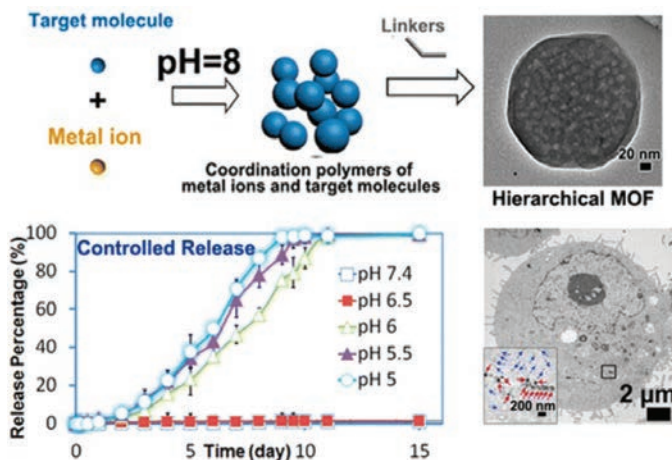 Target molecule
+
Metal ion
pH=8
Linkers
Coordination polymers of
metal ions and target molecules
20 nm
Hierarchical MOF
Controlled Release
Release Percentage (%)
100
80
60
40
20
0
pH 7.4
pH 6.5
pH 6
pH 5.5
pH 5
0
5
10
15
Time (day)
200 nm
2 µm